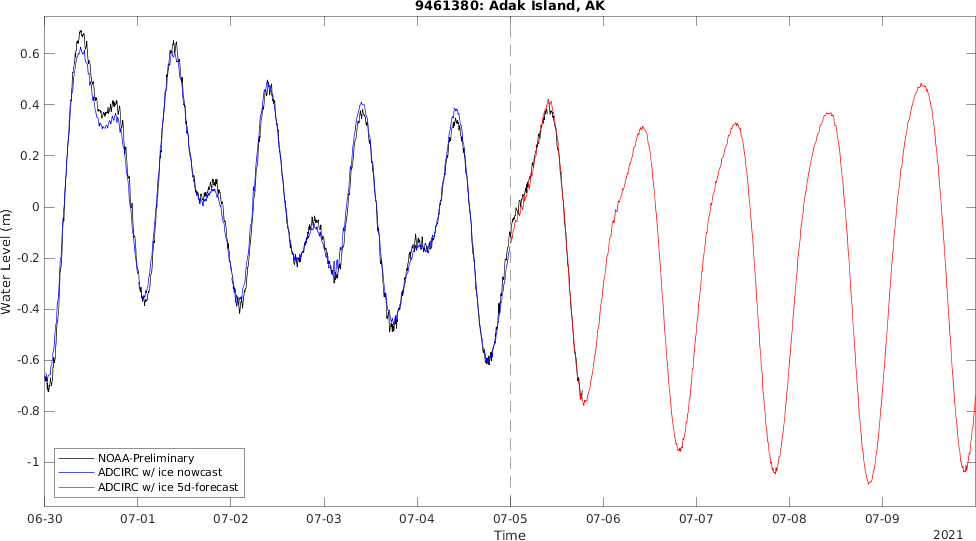 9461380: Adak Island, AK
0.6
0.4
0.2
0
-0.2
-0.4
-0.6
-0.8
-1
Water Level (m)
NOAA-Preliminary
ADCIRC w/ ice nowcast
ADCIRC w/ ice 5d-forecast
06-30 07-01 07-02 07-03 07-04 07-05 07-06 07-07 07-08 07-09
Time
2021